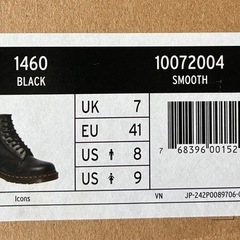 1460
BLACK
10072004
SMOOTH
UK 7
EU 41
US 8
US 9
7 68396 00152
Icons
VN
JP-242P0089706-0